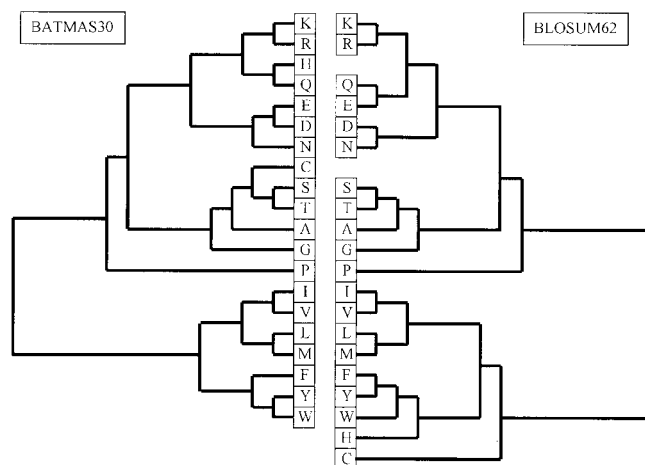 BATMAS30
BLOSUM62
K K
R R
H
Q Q
E E
D D
N N
C
S S
T T
A A
G G
P P
I I
V V
L L
M M
F F
Y Y
W W
H
C